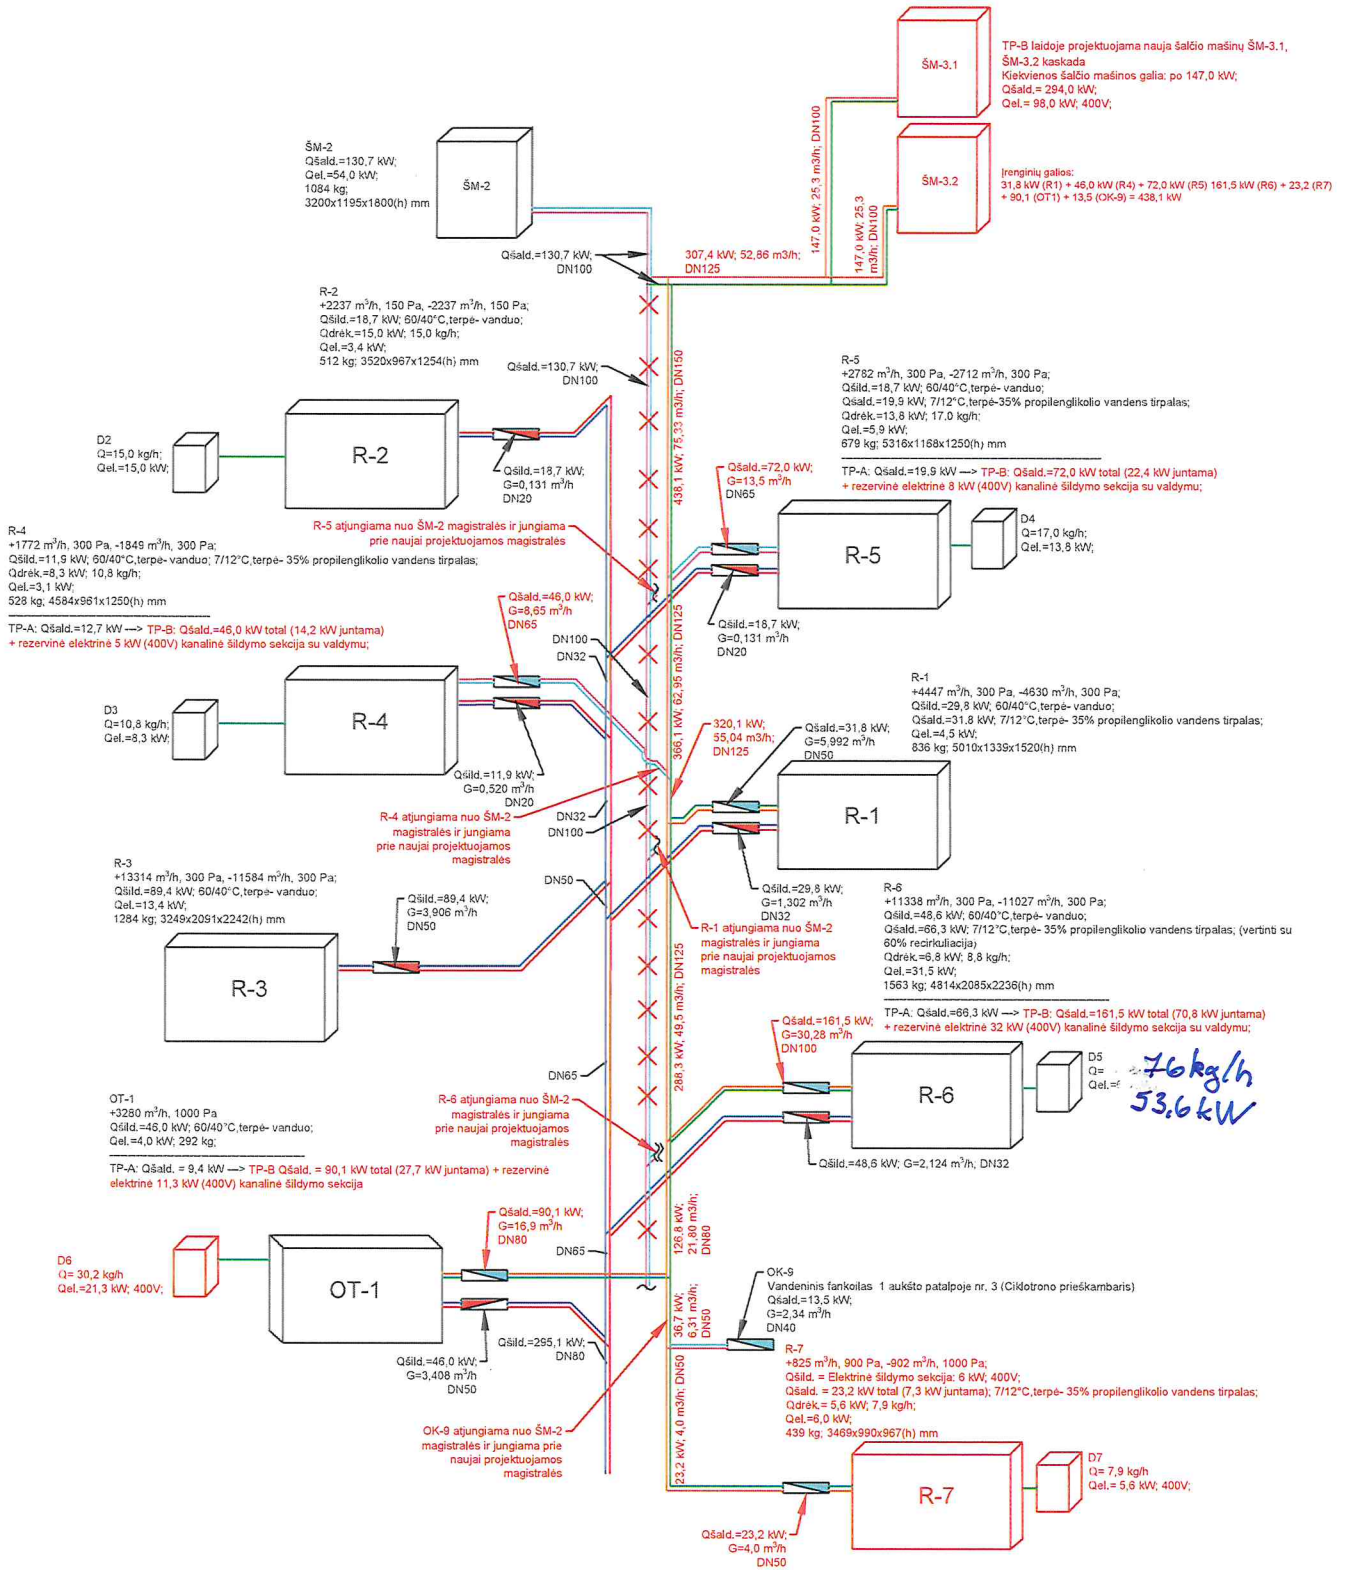 ŠM-3.1
TP-B laidoje projektuojama nauja šalčio mašinų ŠM-3.1,
ŠM-3.2 kaskada
Kiekvienos šalčio mašinos galia: po 147,0 kW;
Qšald.= 294,0 kW;
Qel.= 98,0 kW; 400V;
ŠM-3.2
Įrenginių galios:
31,8 kW (R1) + 46,0 kW (R4) + 72,0 kW (R5) 161,5 kW (R6) + 23,2 (R7)
+ 90,1 (OT1) + 13,5 (OK-9) = 438,1 kW
147,0 kW; 25,3 m3/h; DN100
147,0 kW; 25,3
m3/h; DN100
ŠM-2
Qšald.=130,7 kW;
Qel.=54,0 kW;
1084 kg;
3200x1195x1800(h) mm
ŠM-2
Qšald.=130,7 kW;
DN100
307,4 kW; 52,86 m3/h;
DN125
R-2
+2237 m³/h, 150 Pa, -2237 m³/h, 150 Pa;
Qšild.=18,7 kW; 60/40°C,terpė- vanduo;
Qdrėk.=15,0 kW; 15,0 kg/h;
Qel.=3,4 kW;
512 kg; 3520x967x1254(h) mm
Qšald.=130,7 kW;
DN100
438,1 kW; 75,33 m3/h; DN150
R-5
+2782 m³/h, 300 Pa, -2712 m³/h, 300 Pa;
Qšild.=18,7 kW; 60/40°C,terpė- vanduo;
Qšald.=19,9 kW; 7/12°C,terpė-35% propilenglikolio vandens tirpalas;
Qdrėk.=13,8 kW; 17,0 kg/h;
Qel.=5,9 kW;
679 kg; 5316x1168x1250(h) mm
TP-A: Qšald.=19,9 kW —> TP-B: Qšald.=72,0 kW total (22,4 kW juntama)
+ rezervinė elektrinė 8 kW (400V) kanalinė šildymo sekcija su valdymu;
D2
Q=15,0 kg/h;
Qel.=15,0 kW;
R-2
Qšild.=18,7 kW;
G=0,131 m³/h
DN20
Qšald.=72,0 kW;
G=13,5 m³/h
DN65
R-5
D4
Q=17,0 kg/h;
Qel.=13,8 kW;
R-5 atjungiama nuo ŠM-2 magistralės ir jungiama
prie naujai projektuojamos magistralės
R-4
+1772 m³/h, 300 Pa, -1849 m³/h, 300 Pa;
Qšild.=11,9 kW; 60/40°C,terpė- vanduo; 7/12°C,terpė- 35% propilenglikolio vandens tirpalas;
Qdrėk.=8,3 kW; 10,8 kg/h;
Qel.=3,1 kW;
528 kg; 4584x961x1250(h) mm
TP-A: Qšald.=12,7 kW —> TP-B: Qšald.=46,0 kW total (14,2 kW juntama)
+ rezervinė elektrinė 5 kW (400V) kanalinė šildymo sekcija su valdymu;
Qšald.=46,0 kW;
G=8,65 m³/h
DN65
DN100
DN32
Qšild.=18,7 kW;
G=0,131 m³/h
DN20
366,1 kW; 62,95 m3/h; DN125
R-1
+4447 m³/h, 300 Pa, -4630 m³/h, 300 Pa;
Qšild.=29,8 kW; 60/40°C,terpė- vanduo;
Qšald.=31.8 kW; 7/12°C,terpė- 35% propilenglikolio vandens tirpalas;
Qel.=4,5 kW;
836 kg; 5010x1339x1520(h) mm
D3
Q=10,8 kg/h;
Qel.=8,3 kW;
R-4
320,1 kW;
55,04 m3/h;
DN125
Qšald.=31,8 kW;
G=5,992 m³/h
DN50
Qšild.=11,9 kW;
G=0,520 m³/h
DN20
DN32
DN100
R-4 atjungiama nuo ŠM-2
magistralės ir jungiama
prie naujai projektuojamos
magistralės
R-1
R-3
+13314 m³/h, 300 Pa, -11584 m³/h, 300 Pa;
Qšild.=89,4 kW; 60/40°C,terpė- vanduo;
Qel.=13,4 kW;
1284 kg; 3249x2091x2242(h) mm
Qšild.=89,4 kW;
G=3,906 m³/h
DN50
DN50
Qšild.=29,8 kW;
G=1,302 m³/h
DN32
R-1 atjungiama nuo ŠM-2
magistralės ir jungiama
prie naujai projektuojamos
magistralės
R-6
+11338 m³/h, 300 Pa, -11027 m³/h, 300 Pa;
Qšild.=48,6 kW; 60/40°C,terpė- vanduo;
Qšald.=66,3 kW; 7/12°C,terpė- 35% propilenglikolio vandens tirpalas; (vertinti su
60% recirkuliacija)
Qdrėk.=6,8 kW; 8,8 kg/h;
Qel.=31,5 kW;
1563 kg; 4814x2085x2236(h) mm
TP-A: Qšald.=66,3 kW —> TP-B: Qšald.=161,5 kW total (70,8 kW juntama)
+ rezervinė elektrinė 32 kW (400V) kanalinė šildymo sekcija su valdymu;
R-3
288,3 kW; 49,5 m3/h; DN125
Qšald.=161,5 kW;
G=30,28 m³/h
DN100
R-6
D5
Q=
Qel.=
76 kg/h
53,6 kW
DN65
R-6 atjungiama nuo ŠM-2
magistralės ir jungiama
prie naujai projektuojamos
magistralės
Qšild.=48,6 kW; G=2,124 m³/h; DN32
OT-1
+3280 m³/h, 1000 Pa
Qšild.=46,0 kW; 60/40°C,terpė- vanduo;
Qel.=4,0 kW; 292 kg;
TP-A: Qšald. = 9,4 kW —> TP-B Qšald. = 90,1 kW total (27,7 kW juntama) + rezervinė
elektrinė 11,3 kW (400V) kanalinė šildymo sekcija
Qšald.=90,1 kW;
G=16,9 m³/h
DN80
126,8 kW;
21,80 m3/h;
DN80
DN65
D6
Q= 30,2 kg/h
Qel.=21,3 kW; 400V;
OT-1
OK-9
Vandeninis fankoilas 1 aukšto patalpoje nr. 3 (Ciklotrono prieškambaris)
Qšald.=13,5 kW;
G=2,34 m³/h
DN40
36,7 kW;
6,31 m3/h;
DN50
Qšild.=46,0 kW;
G=3,408 m³/h
DN50
Qšild.=295,1 kW;
DN80
R-7
+825 m³/h, 900 Pa, -902 m³/h, 1000 Pa;
Qšild. = Elektrinė šildymo sekcija: 6 kW; 400V;
Qšald. = 23,2 kW total (7,3 kW juntama); 7/12°C,terpė- 35% propilenglikolio vandens tirpalas;
Qdrėk.= 5,6 kW; 7,9 kg/h;
Qel.=6,0 kW;
439 kg; 3469x990x967(h) mm
23,2 kW; 4,0 m3/h; DN50
OK-9 atjungiama nuo ŠM-2
magistralės ir jungiama prie
naujai projektuojamos
magistralės
R-7
D7
Q= 7,9 kg/h
Qel.= 5,6 kW; 400V;
Qšald.=23,2 kW;
G=4,0 m³/h
DN50